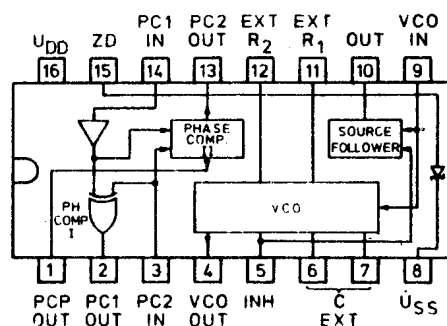 PC1 PC2 EXT EXT VCO
U_DD ZD IN OUT R₂ R₁ OUT IN
16 15 14 13 12 11 10 9
PHASE
COMP.
II
SOURCE
FOLLOWER
PH
COMP
I
VCO
1 2 3 4 5 6 7 8
PCP PC1 PC2 VCO INH C U_SS
OUT OUT IN OUT EXT